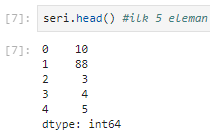 [7]: seri.head() #ilk 5 eleman
[7]: 0    10
1    88
2     3
3     4
4     5
dtype: int64